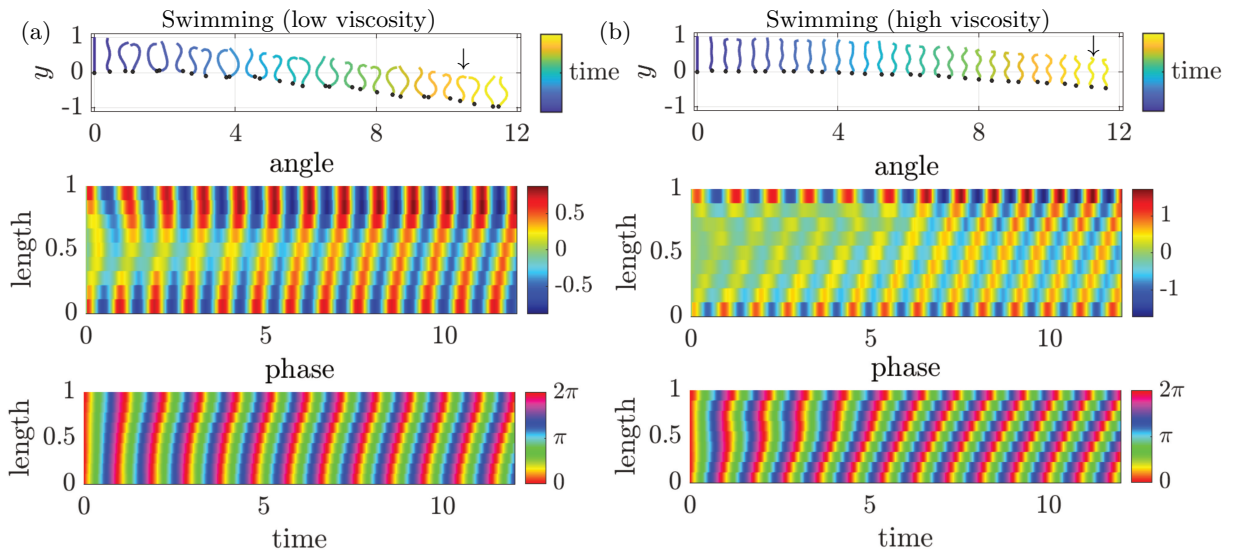 (a) Swimming (low viscosity)
1
0
-1
y
0 4 8 12
time
angle
1
0.5
0
length
0 5 10
0.5
0
-0.5
phase
1
0.5
0
length
0 5 10
time
2π
π
0
(b) Swimming (high viscosity)
1
0
-1
y
0 4 8 12
time
angle
1
0.5
0
length
0 5 10
1
0
-1
phase
1
0.5
0
length
0 5 10
time
2π
π
0